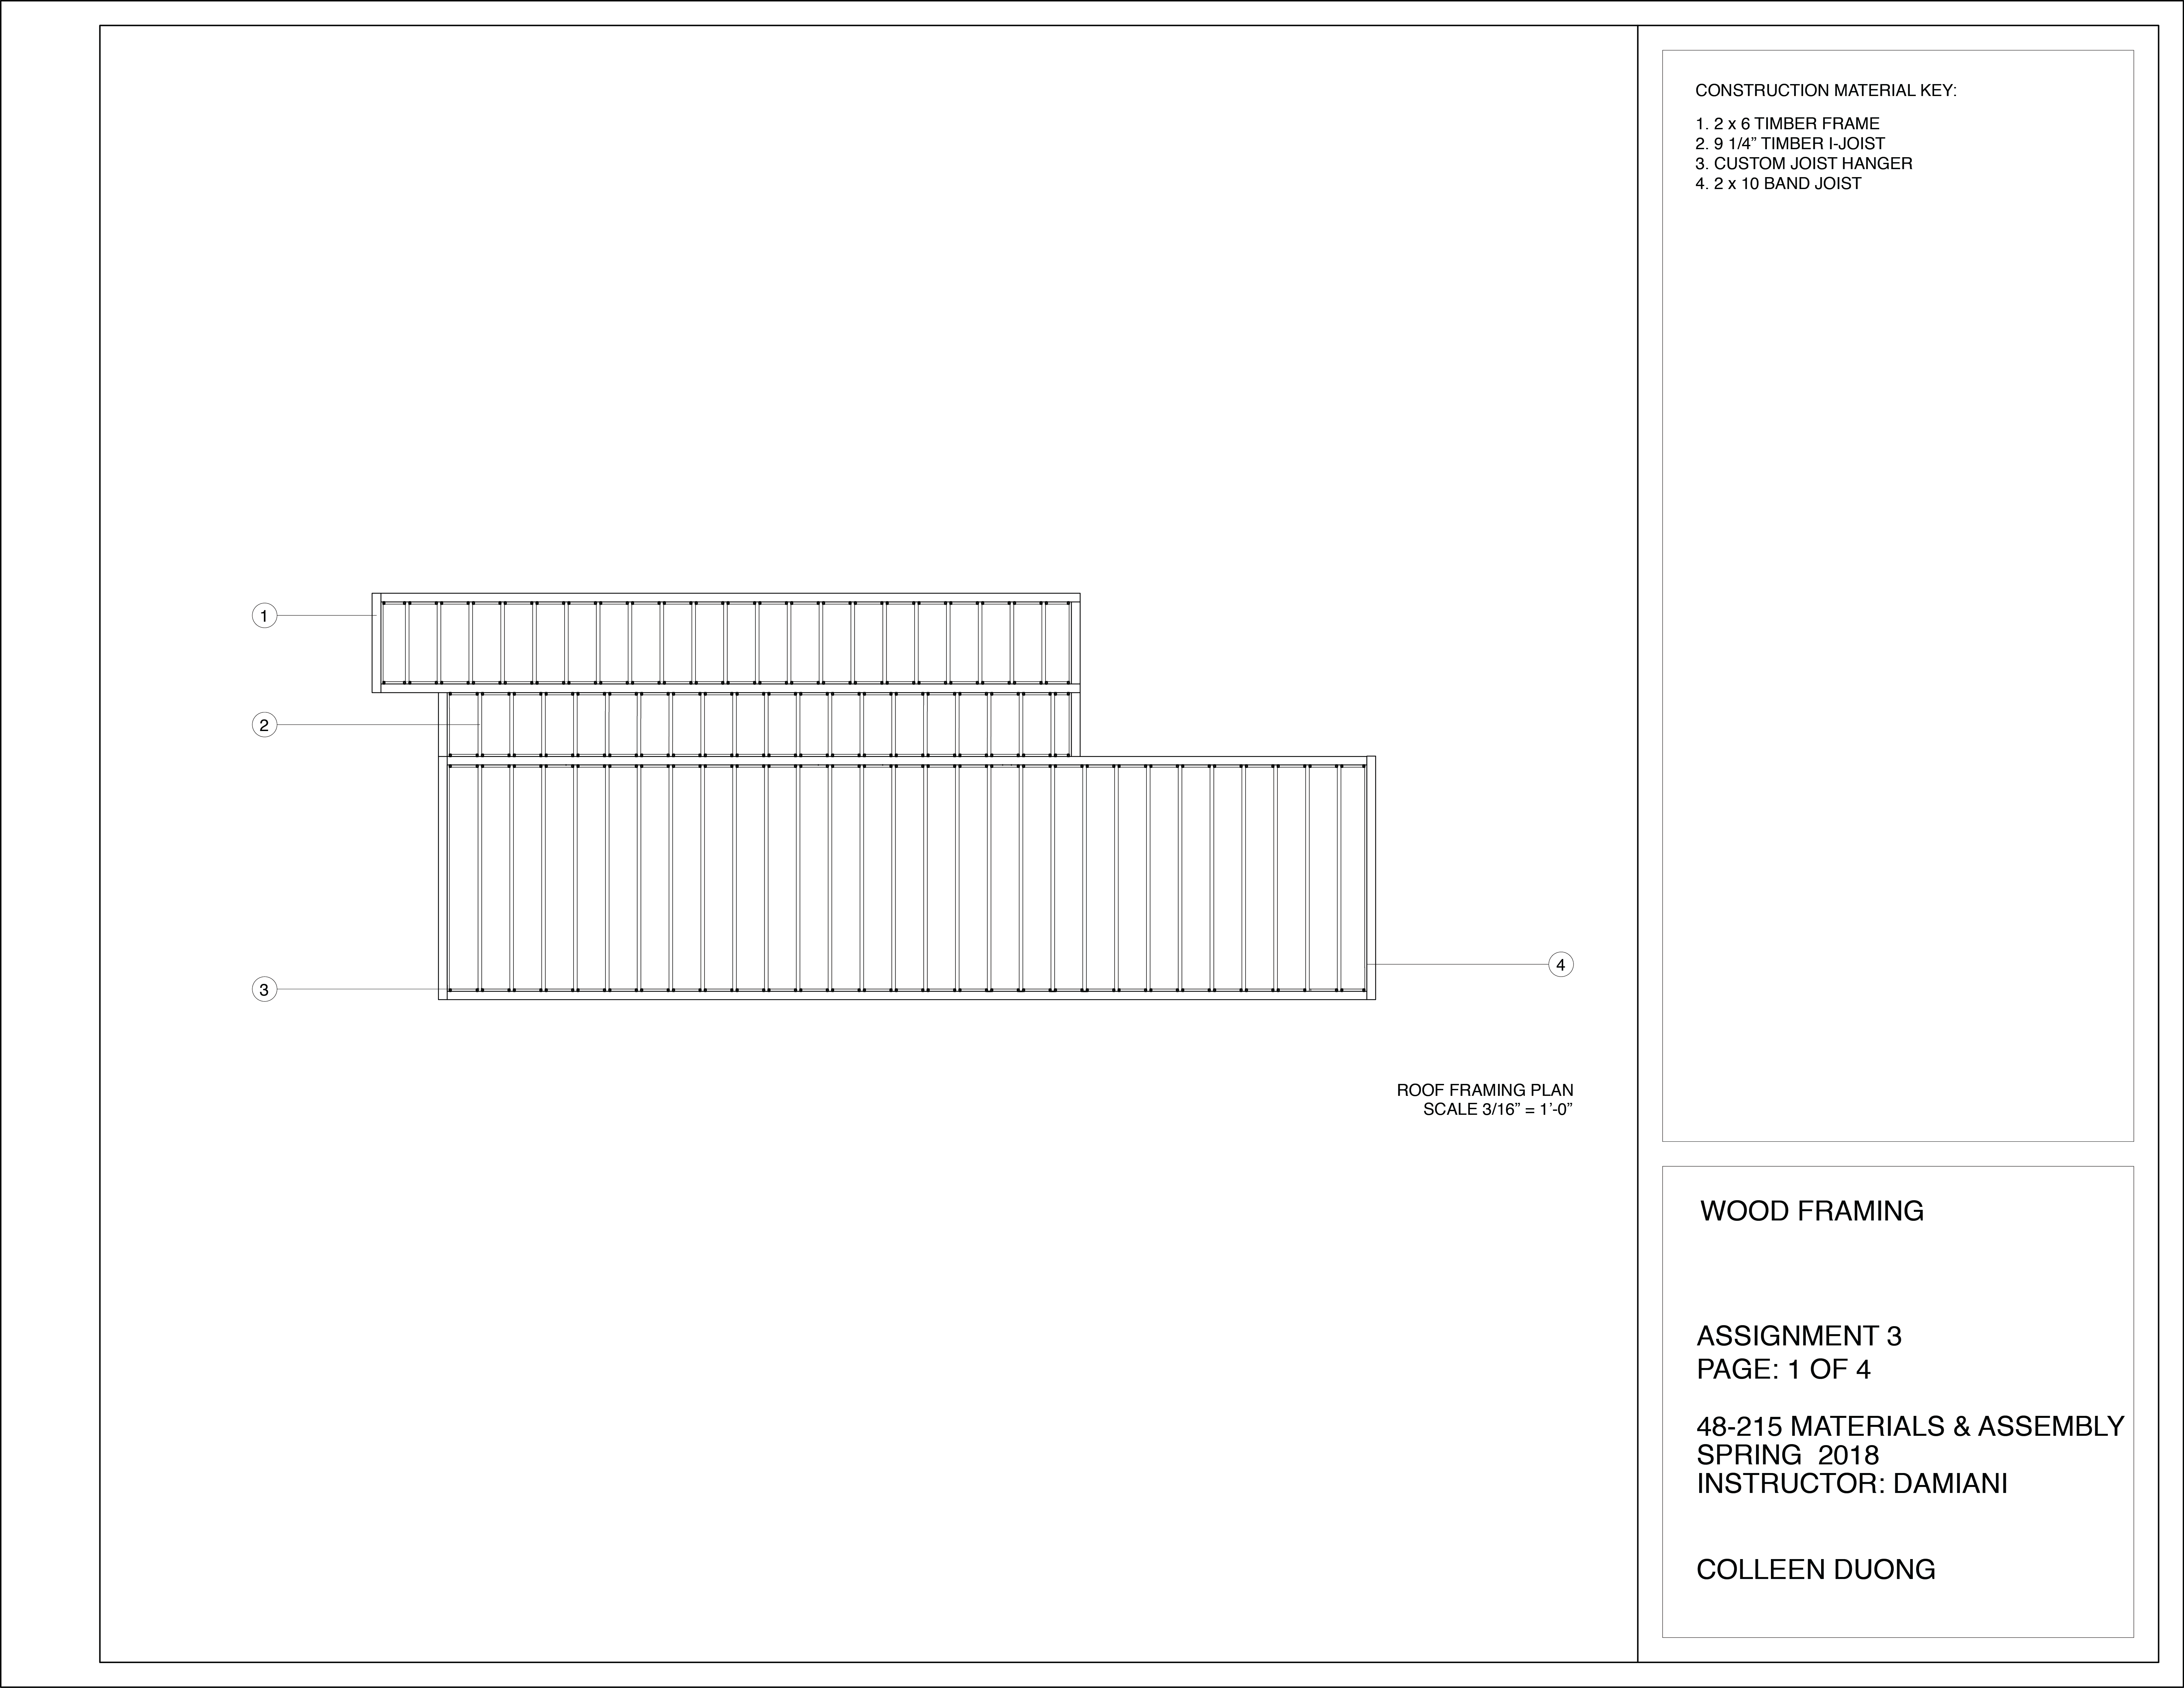 CONSTRUCTION MATERIAL KEY:
1. 2 x 6 TIMBER FRAME
2. 9 1/4” TIMBER I-JOIST
3. CUSTOM JOIST HANGER
4. 2 x 10 BAND JOIST
1
2
3
4
ROOF FRAMING PLAN
SCALE 3/16” = 1’-0”
WOOD FRAMING
ASSIGNMENT 3
PAGE: 1 OF 4
48-215 MATERIALS & ASSEMBLY
SPRING  2018
INSTRUCTOR: DAMIANI
COLLEEN DUONG